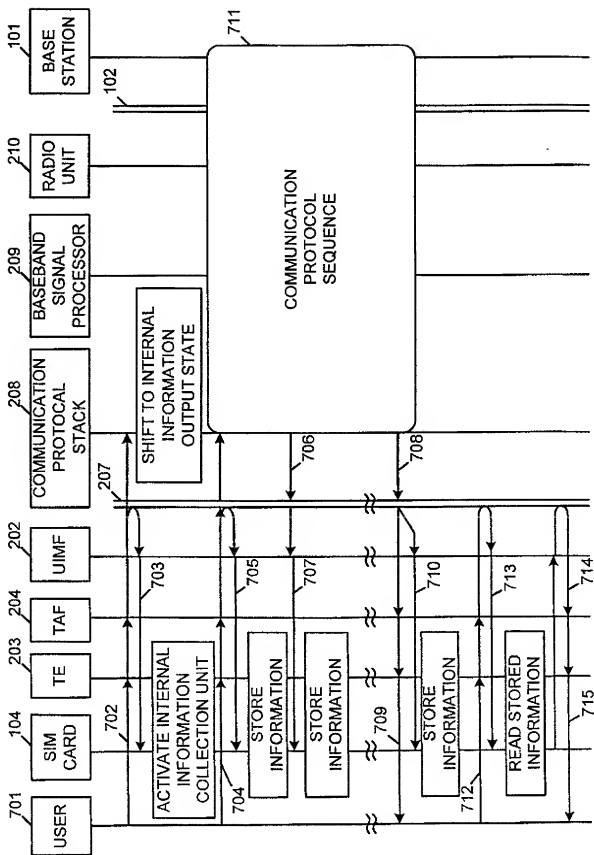 701
USER
104
SIM
CARD
203
TE
204
TAF
202
UIMF
207
208
COMMUNICATION
PROTOCAL
STACK
209
BASEBAND
SIGNAL
PROCESSOR
210
RADIO
UNIT
102
101
BASE
STATION
702
703
ACTIVATE INTERNAL
INFORMATION
COLLECTION UNIT
SHIFT TO INTERNAL
INFORMATION
OUTPUT STATE
704
705
STORE
INFORMATION
706
707
STORE
INFORMATION
COMMUNICATION
PROTOCOL
SEQUENCE
711
708
709
710
STORE
INFORMATION
712
713
READ STORED
INFORMATION
714
715